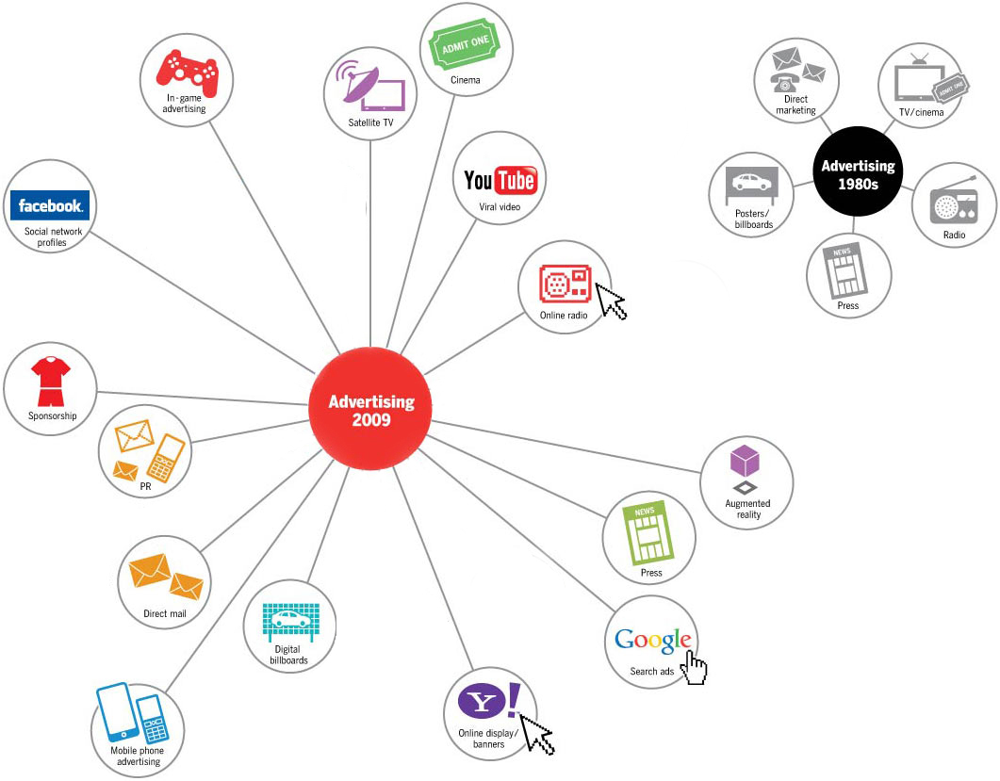 ADMIT ONE
Cinema
In-game
advertising
Satellite TV
You Tube
Viral video
facebook.
Social network
profiles
Online radio
Sponsorship
PR
Advertising
2009
Augmented
reality
NEWS
Press
Direct mail
Digital
billboards
Google
Search ads
Y!
Online display/
banners
Mobile phone
advertising
Direct
marketing
ADMIT ONE
TV/cinema
Advertising
1980s
Posters/
billboards
Radio
NEWS
Press